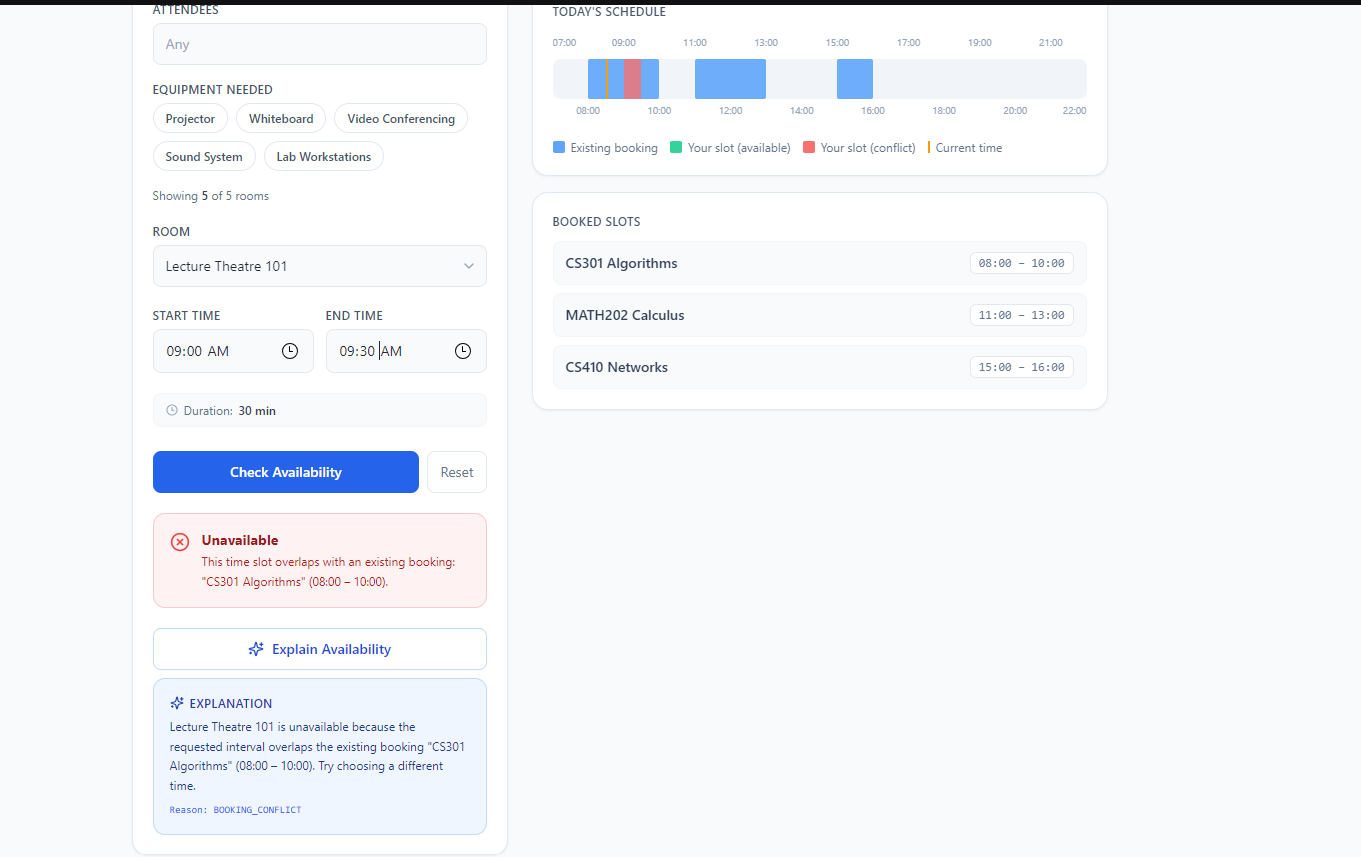 ATTENDEES
Any
EQUIPMENT NEEDED
Projector
Whiteboard
Video Conferencing
Sound System
Lab Workstations
Showing 5 of 5 rooms
ROOM
Lecture Theatre 101
START TIME
END TIME
09:00 AM
09:30 AM
Duration: 30 min
Check Availability
Reset
Unavailable
This time slot overlaps with an existing booking:
"CS301 Algorithms" (08:00 – 10:00).
Explain Availability
EXPLANATION
Lecture Theatre 101 is unavailable because the
requested interval overlaps the existing booking "CS301
Algorithms" (08:00 – 10:00). Try choosing a different
time.
Reason: BOOKING_CONFLICT
TODAY'S SCHEDULE
07:00 09:00 11:00 13:00 15:00 17:00 19:00 21:00
08:00 10:00 12:00 14:00 16:00 18:00 20:00 22:00
Existing booking
Your slot (available)
Your slot (conflict)
Current time
BOOKED SLOTS
CS301 Algorithms
08:00 – 10:00
MATH202 Calculus
11:00 – 13:00
CS410 Networks
15:00 – 16:00